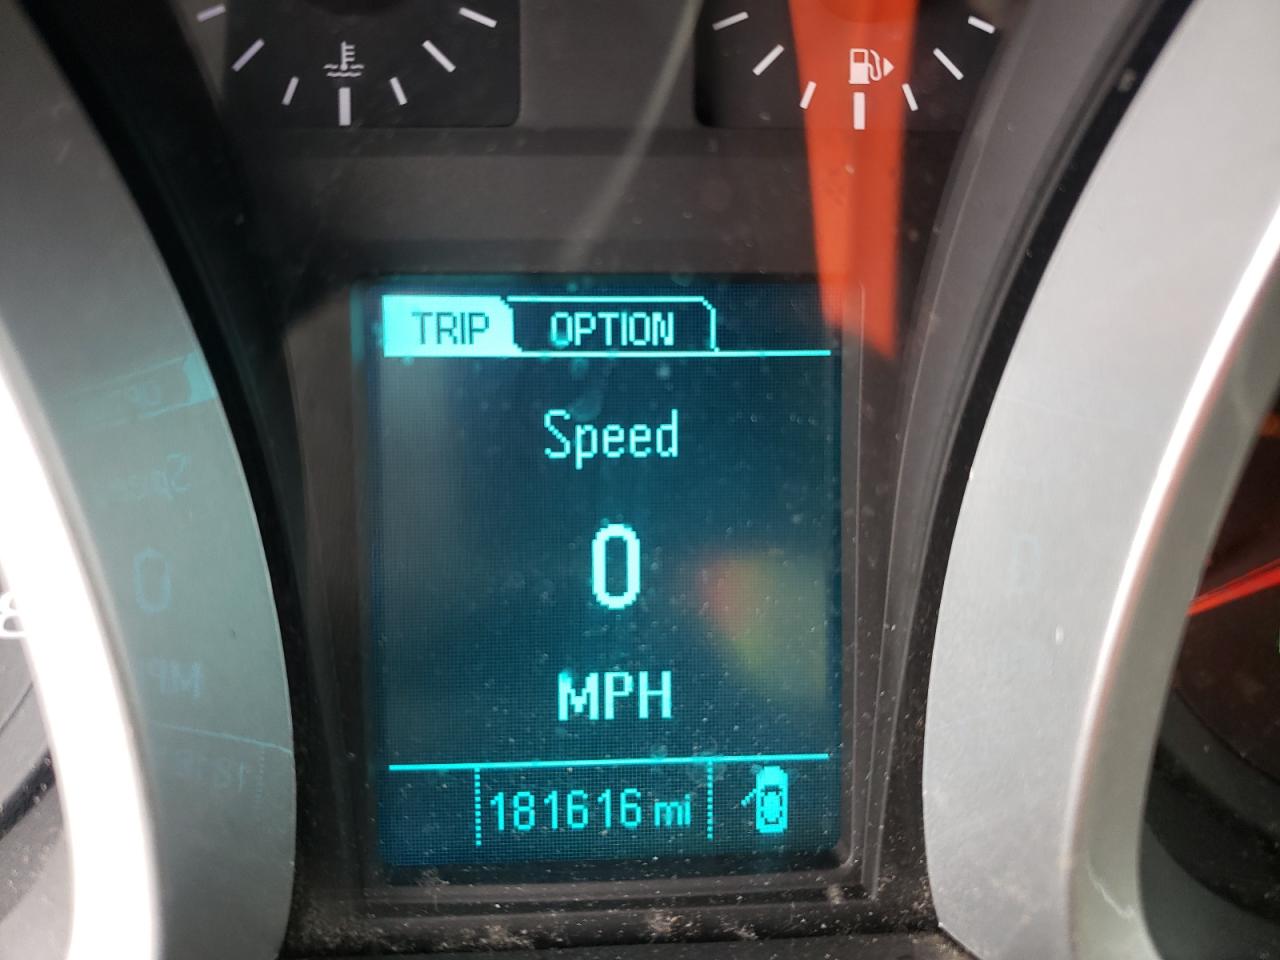 TRIP OPTION
Speed
0
MPH
181616 mi